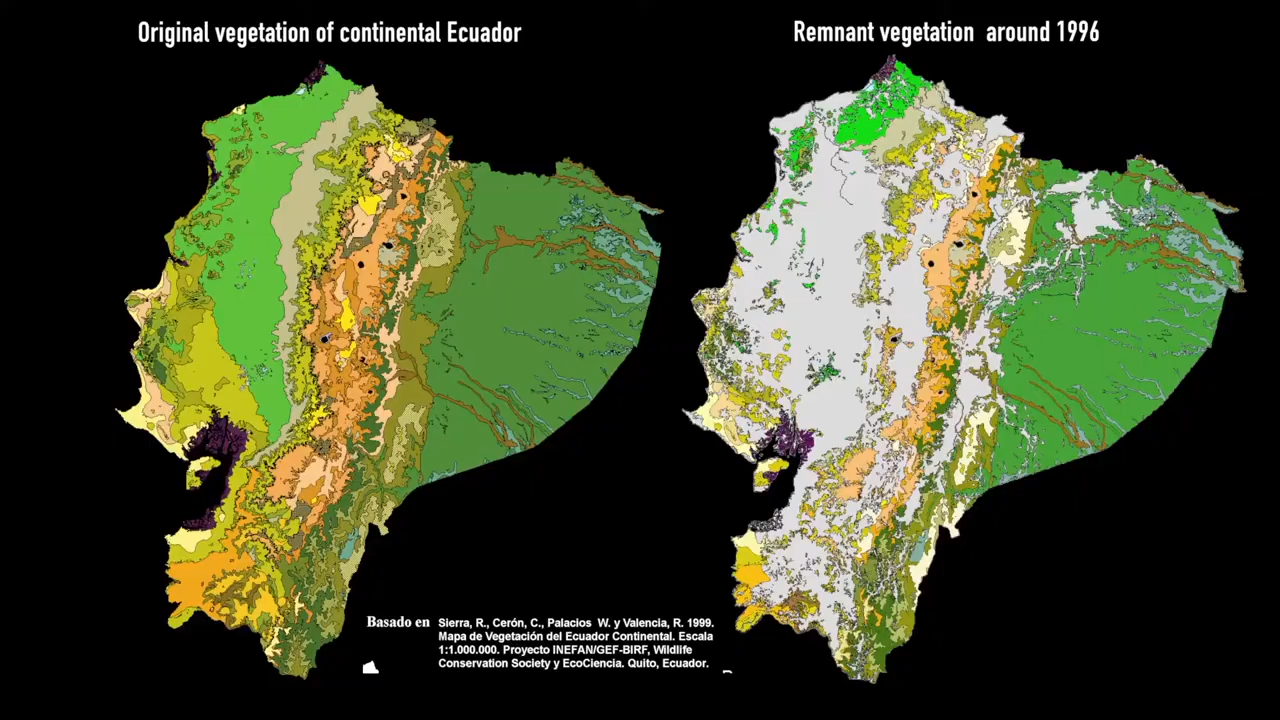 Original vegetation of continental Ecuador
Remnant vegetation around 1996
Basado en Sierra, R., Cerón, C., Palacios W. y Valencia, R. 1999.
Mapa de Vegetación del Ecuador Continental. Escala
1:1.000.000. Proyecto INEFAN/GEF-BIRF, Wildlife
Conservation Society y EcoCiencia. Quito, Ecuador.